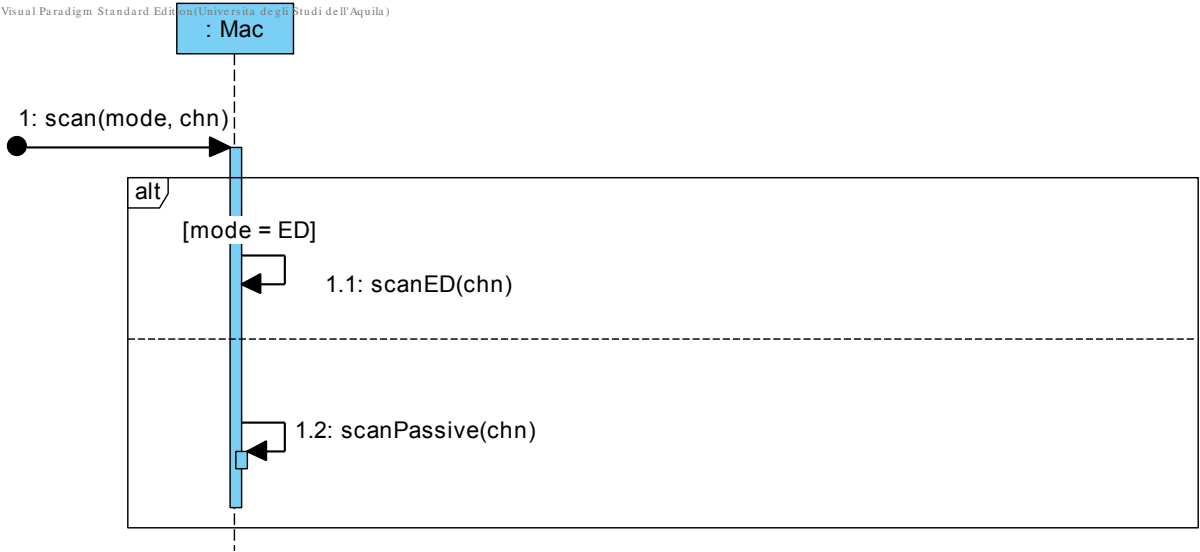 Visual Paradigm Standard Edition(Universita degli Studi dell'Aquila)
: Mac
1: scan(mode, chn)
alt
[mode = ED]
1.1: scanED(chn)
1.2: scanPassive(chn)